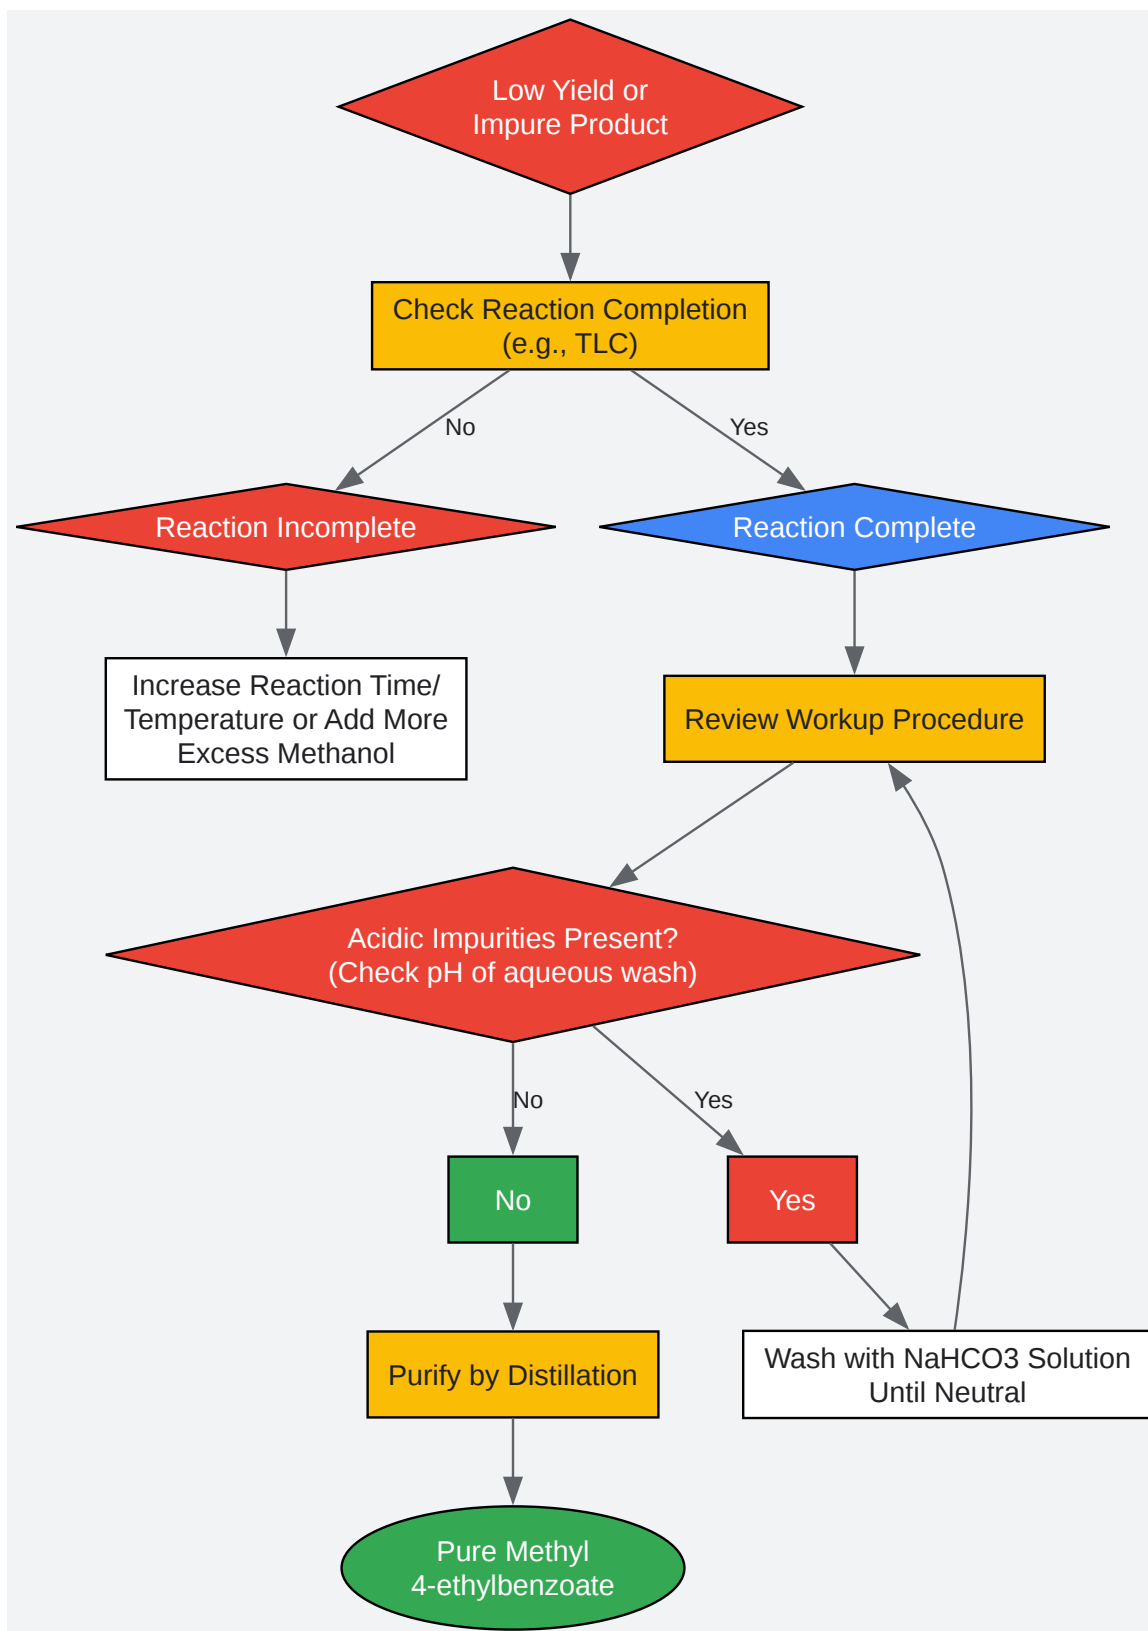 Low Yield or
Impure Product
Check Reaction Completion
(e.g., TLC)
No
Yes
Reaction Incomplete
Reaction Complete
Increase Reaction Time/
Temperature or Add More
Excess Methanol
Review Workup Procedure
Acidic Impurities Present?
(Check pH of aqueous wash)
No
Yes
No
Yes
Purify by Distillation
Wash with NaHCO3 Solution
Until Neutral
Pure Methyl
4-ethylbenzoate